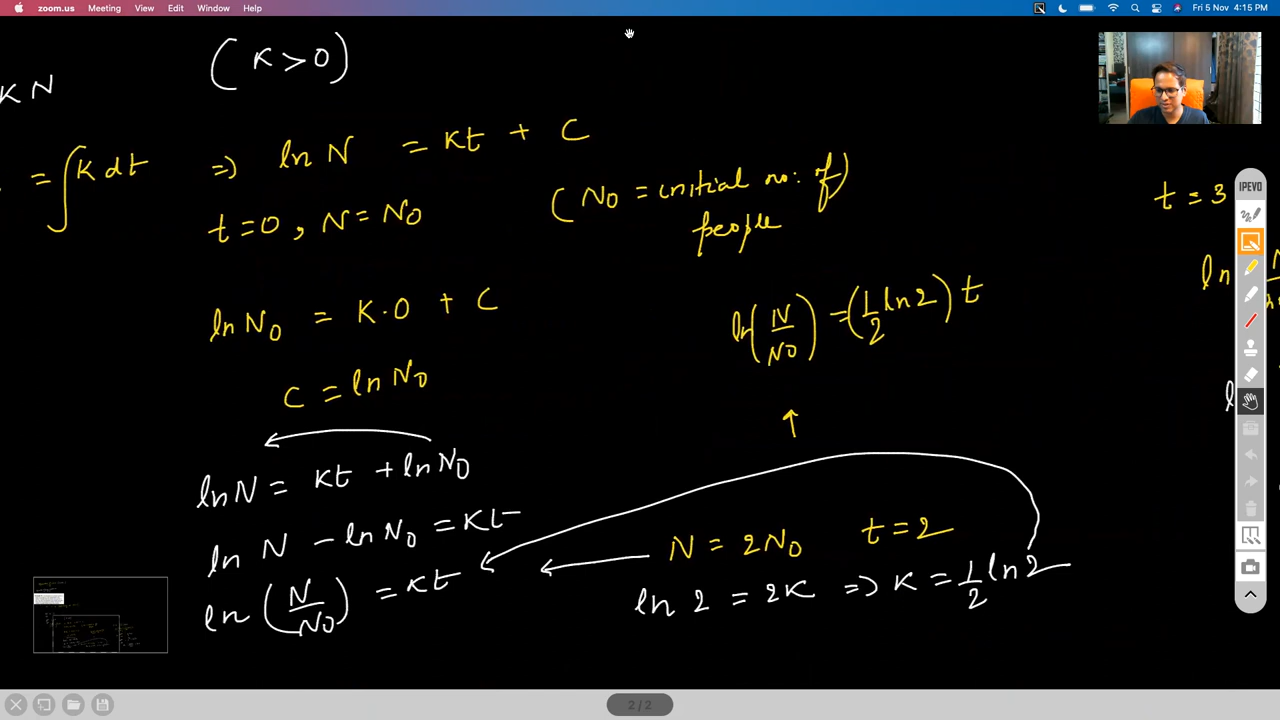 zoom.us Meeting View Edit Window Help Fri 5 Nov 4:15 PM
KN (K>0)
= ∫K dt ⇒ ln N = Kt + C
t=0, N=N0 (N0 = initial no: of) people
ln N0 = K·0 + C
C = ln N0
ln N = Kt + ln N0
ln N − ln N0 = Kt
ln (N/N0) = Kt
ln(N/N0) = (1/2 ln 2) t
N = 2N0 t=2
ln 2 = 2K ⇒ K = 1/2 ln 2
t = 3
ln
IPEVO
2 / 2